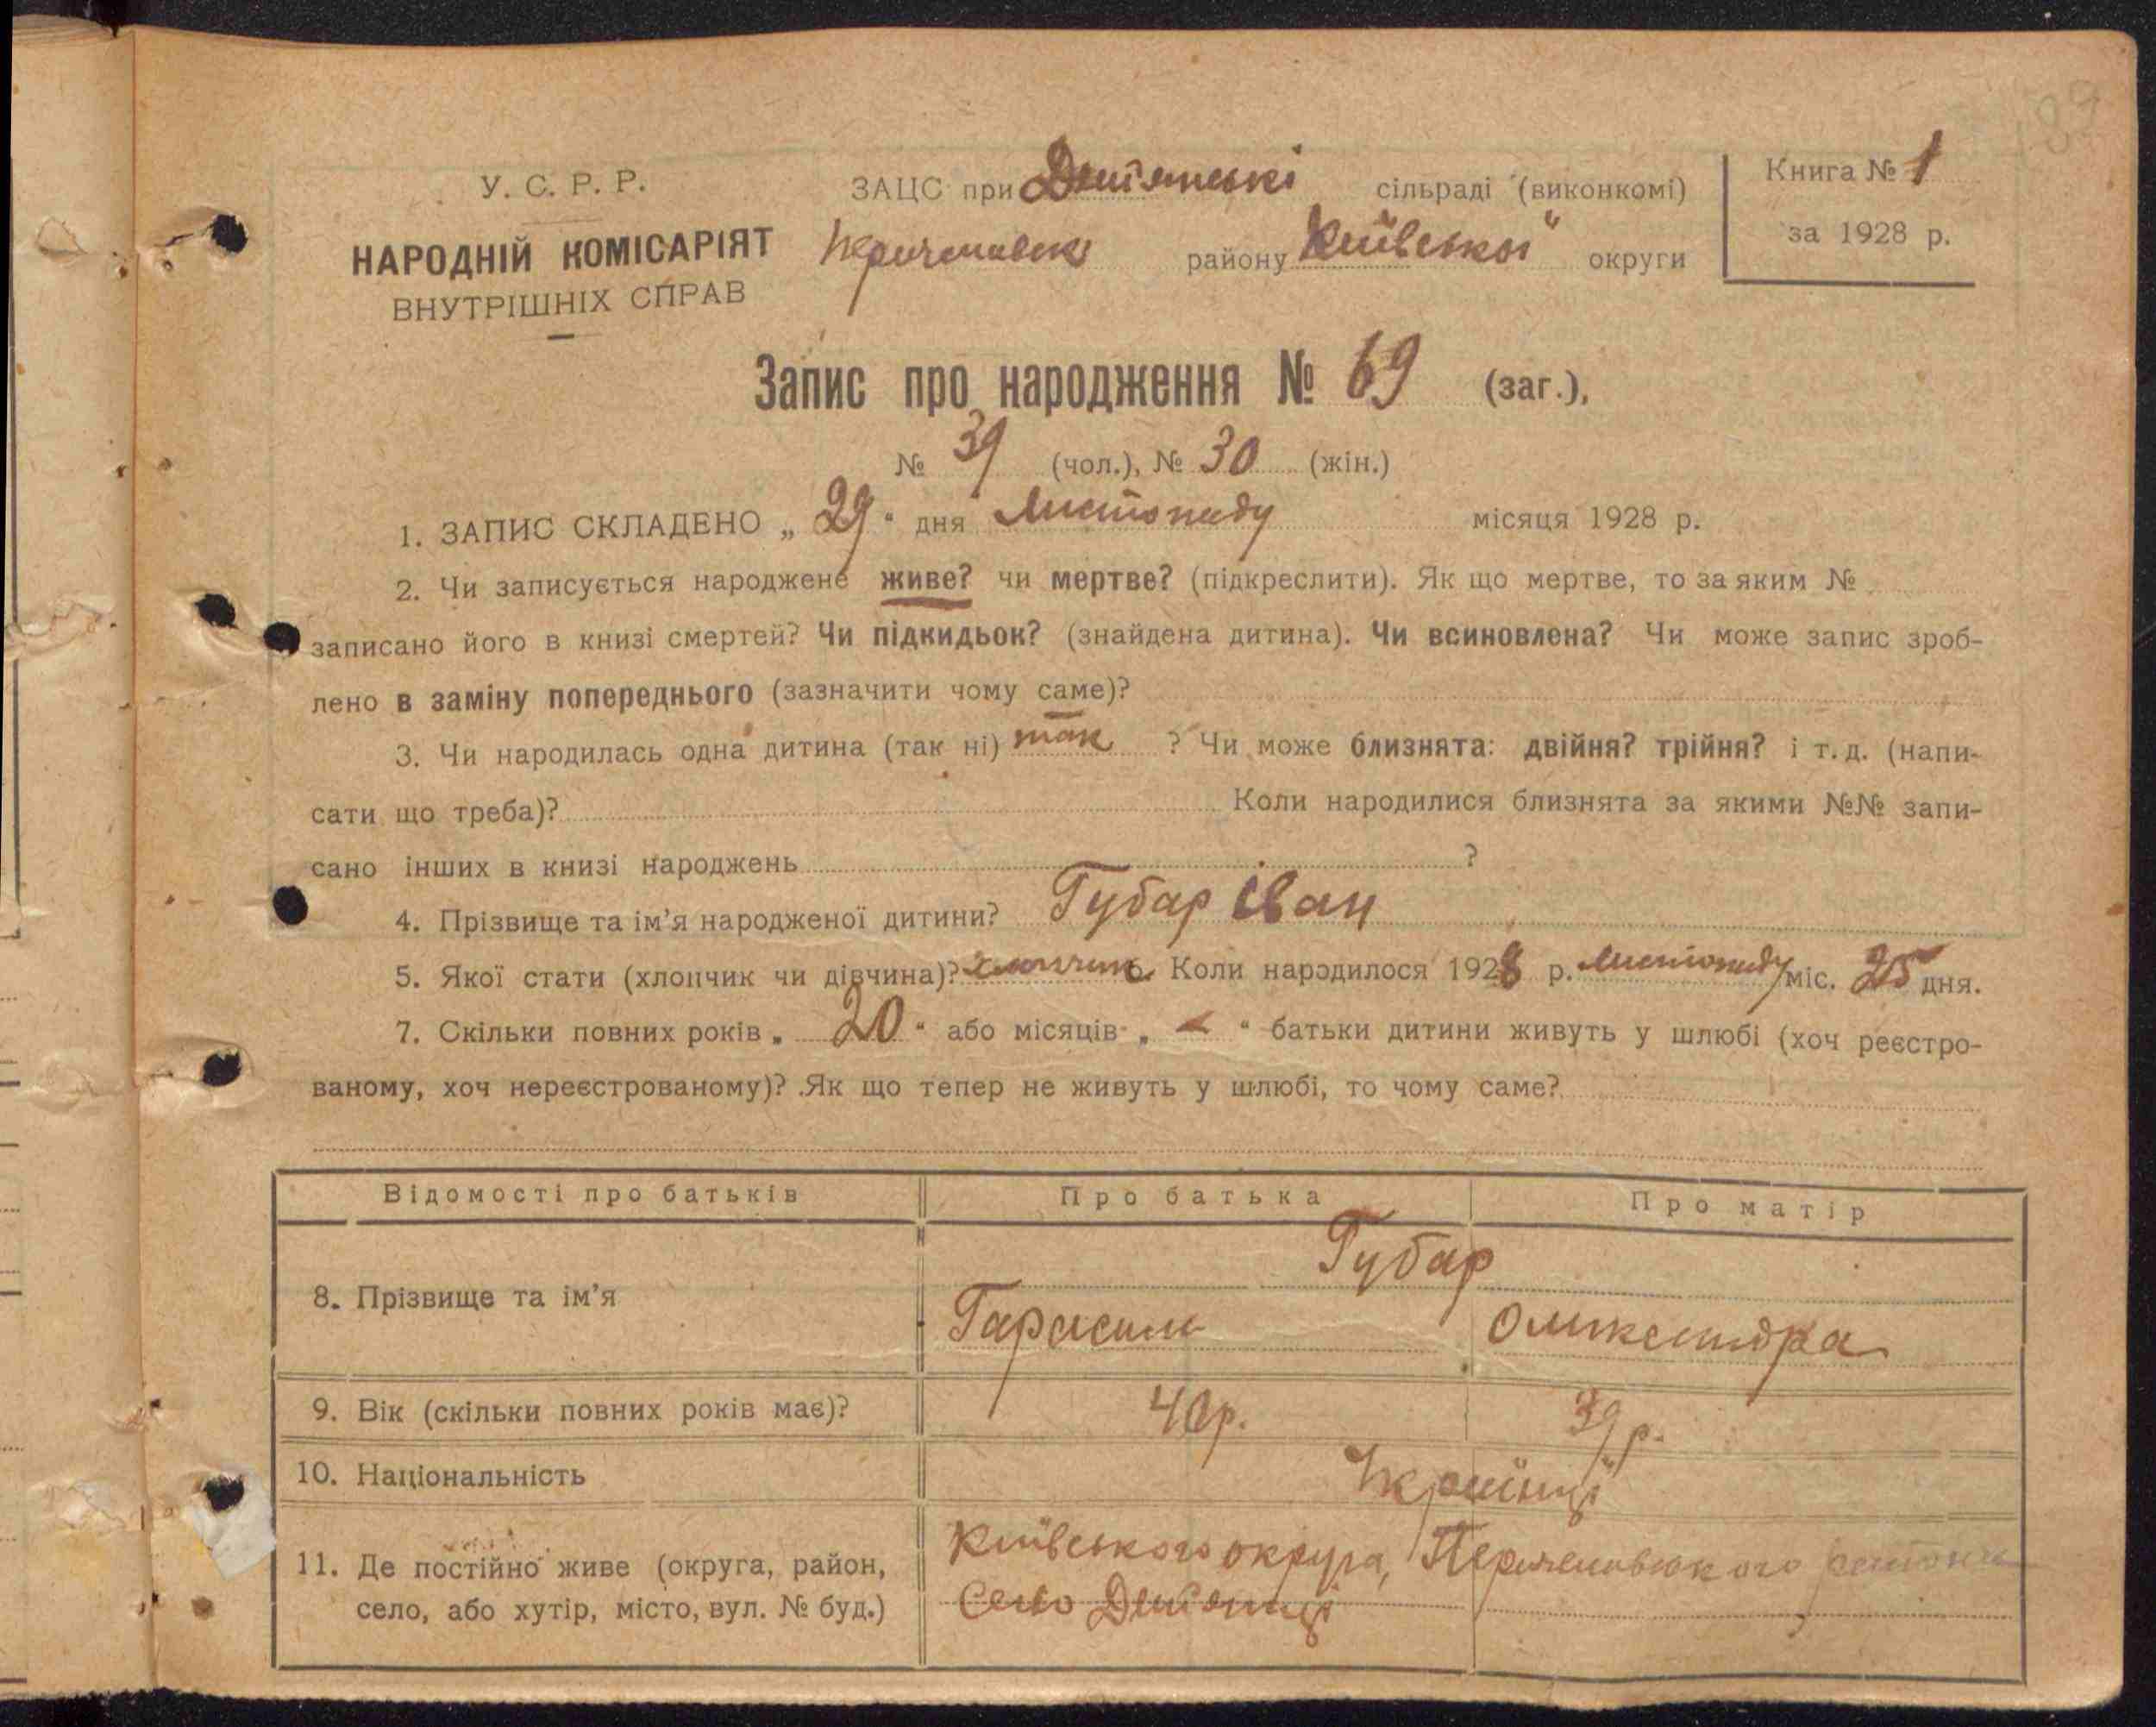 187
У. С. Р. Р.
НАРОДНІЙ КОМІСАРІЯТ
ВНУТРІШНІХ СПРАВ
ЗАЦС при сільраді (виконкомі)
району Київської округи
Книга № 1
за 1928 р.
Запис про народження № 69 (заг.),
№ 39 (чол.), № 30 (жін.)
1. ЗАПИС СКЛАДЕНО „ 29 “ дня Листопаду місяця 1928 р.
2. Чи записується народжене живе? чи мертве? (підкреслити). Як що мертве, то за яким №
записано його в книзі смертей? Чи підкидьок? (знайдена дитина). Чи всиновлена? Чи може запис зроб-
лено в заміну попереднього (зазначити чому саме)?
3. Чи народилась одна дитина (так ні) так ? Чи може близнята: двійня? трійня? і т. д. (напи-
сати що треба)? Коли народилися близнята за якими №№ запи-
сано інших в книзі народжень ?
4. Прізвище та ім’я народженої дитини? Губар Іван
5. Якої стати (хлопчик чи дівчина)? хлопчик 6. Коли народилося 1928 р. Листопаду міс. 25 дня.
7. Скільки повних років „ 20 “ або місяців „ “ батьки дитини живуть у шлюбі (хоч реєстро-
ваному, хоч нереєстрованому)? Як що тепер не живуть у шлюбі, то чому саме?
Відомості про батьків Про батька Про матір
8. Прізвище та ім’я Губар
Гарасим Олександра
9. Вік (скільки повних років має)? 40р. 39р.
10. Національність Україн­ці
11. Де постійно живе (округа, район,
село, або хутір, місто, вул. № буд.)
Київського округа, району
Село